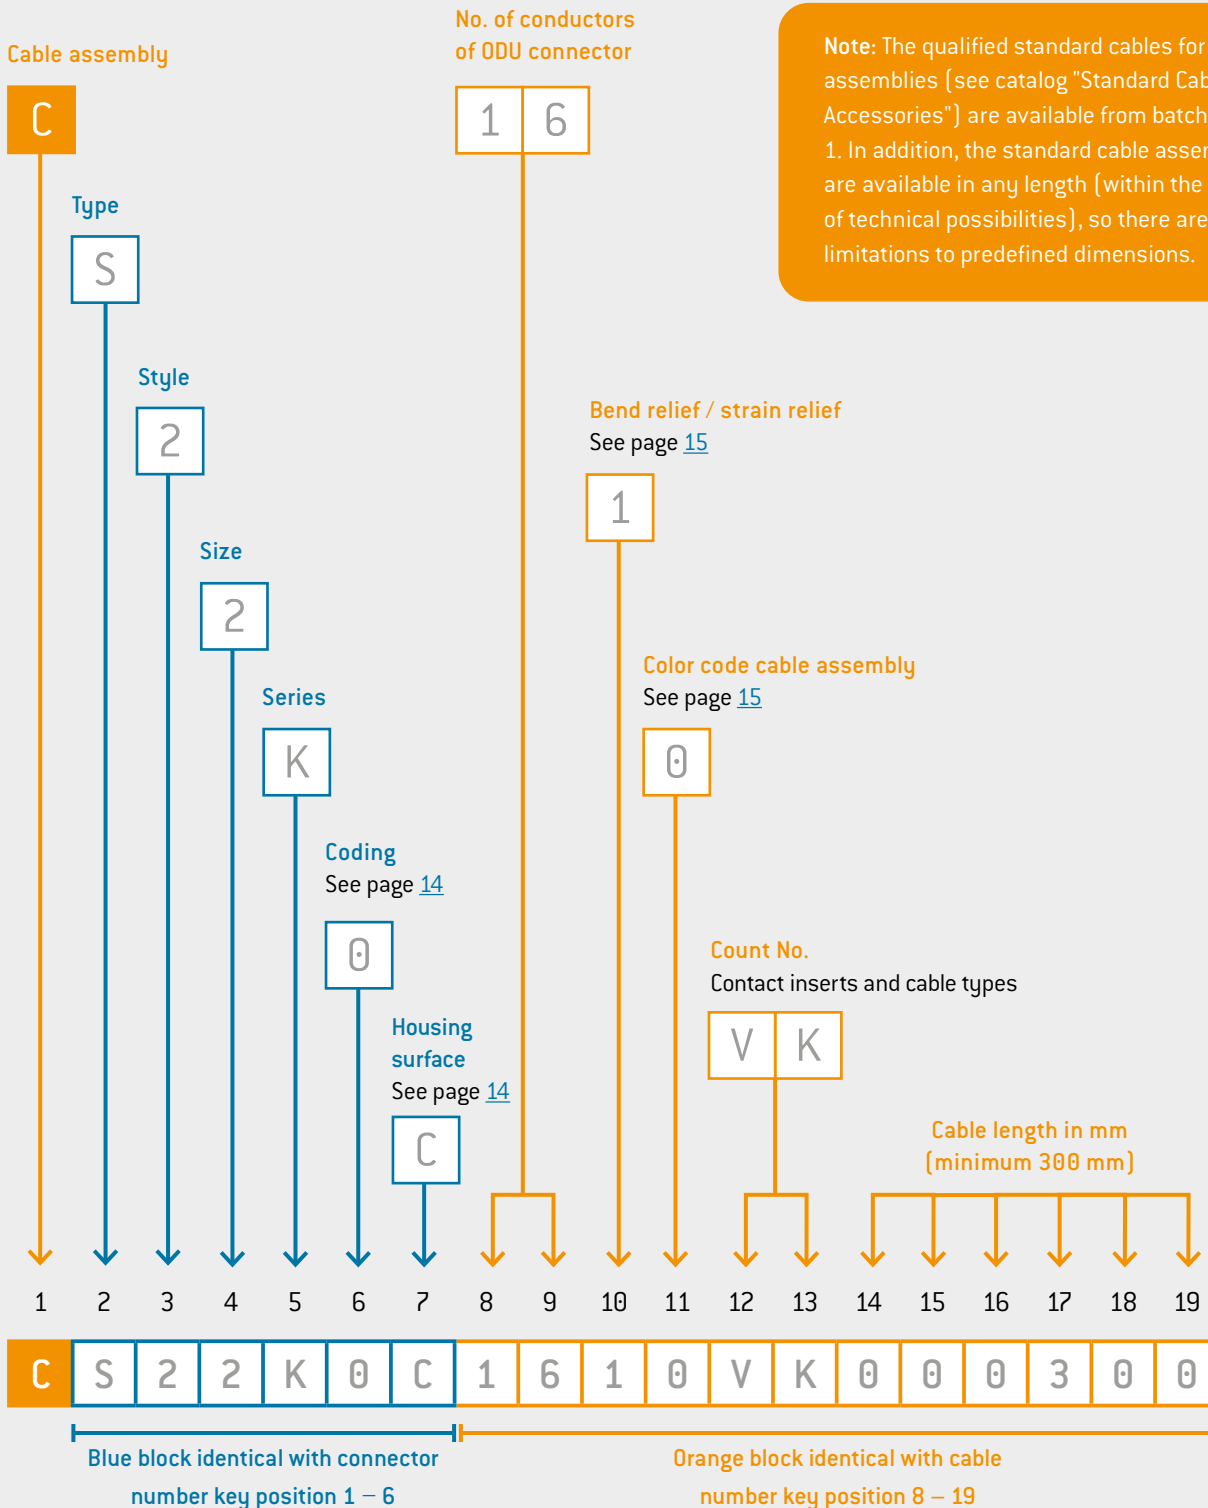 Cable assembly
C
No. of conductors
of ODU connector
1 6
Note: The qualified standard cables for
assemblies (see catalog "Standard Cab
Accessories") are available from batch
1. In addition, the standard cable assem
are available in any length (within the
of technical possibilities), so there are
limitations to predefined dimensions.
Type
S
Style
2
Bend relief / strain relief
See page 15
1
Size
2
Color code cable assembly
See page 15
0
Series
K
Coding
See page 14
0
Count No.
Contact inserts and cable types
V K
Housing
surface
See page 14
C
Cable length in mm
(minimum 300 mm)
1 2 3 4 5 6 7 8 9 10 11 12 13 14 15 16 17 18 19
C S 2 2 K 0 C 1 6 1 0 V K 0 0 0 3 0 0
Blue block identical with connector
number key position 1 – 6
Orange block identical with cable
number key position 8 – 19